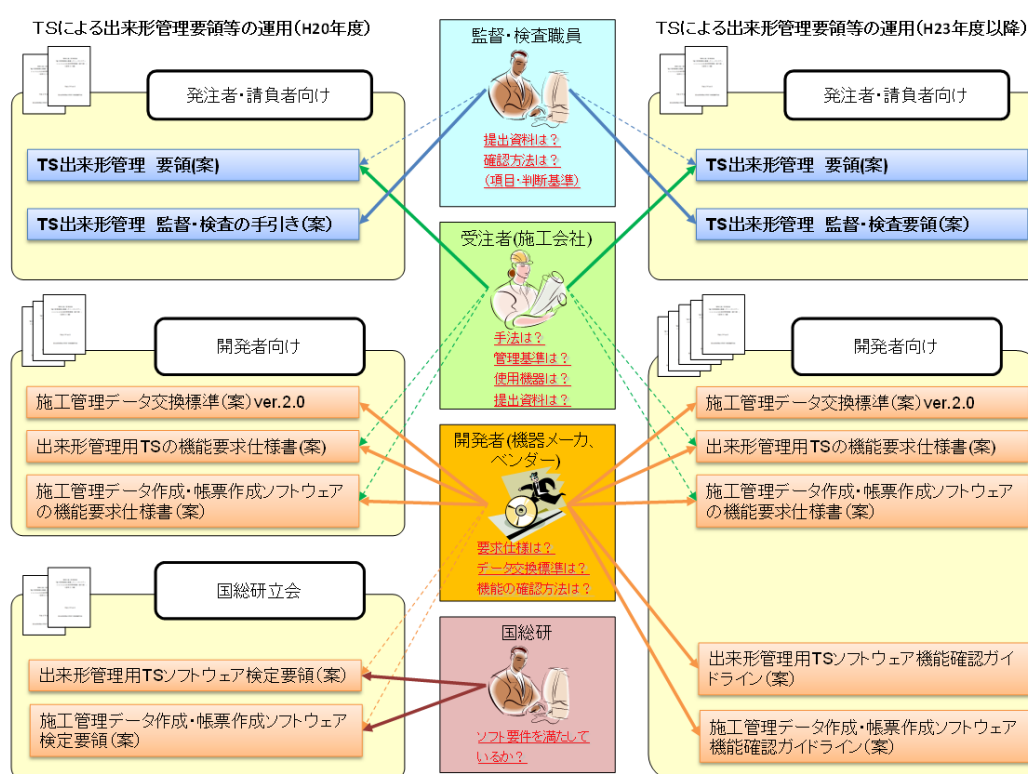 TSによる出来形管理要領等の運用(H20年度)
発注者・請負者向け
TS出来形管理 要領(案)
TS出来形管理 監督・検査の手引き(案)
開発者向け
施工管理データ交換標準(案)ver.2.0
出来形管理用TSの機能要求仕様書(案)
施工管理データ作成・帳票作成ソフトウェア
の機能要求仕様書(案)
国総研立会
出来形管理用TSソフトウェア検定要領(案)
施工管理データ作成・帳票作成ソフトウェア
検定要領(案)
監督・検査職員
提出資料は?
確認方法は?
(項目・判断基準)
受注者(施工会社)
手法は?
管理基準は?
使用機器は?
提出資料は?
開発者(機器メーカ、
ベンダー)
要求仕様は?
データ交換標準は?
機能の確認方法は?
国総研
ソフト要件を満たして
いるか?
TSによる出来形管理要領等の運用(H23年度以降)
発注者・請負者向け
TS出来形管理 要領(案)
TS出来形管理 監督・検査要領(案)
開発者向け
施工管理データ交換標準(案)ver.2.0
出来形管理用TSの機能要求仕様書(案)
施工管理データ作成・帳票作成ソフトウェア
の機能要求仕様書(案)
出来形管理用TSソフトウェア機能確認ガイ
ドライン(案)
施工管理データ作成・帳票作成ソフトウェア
機能確認ガイドライン(案)